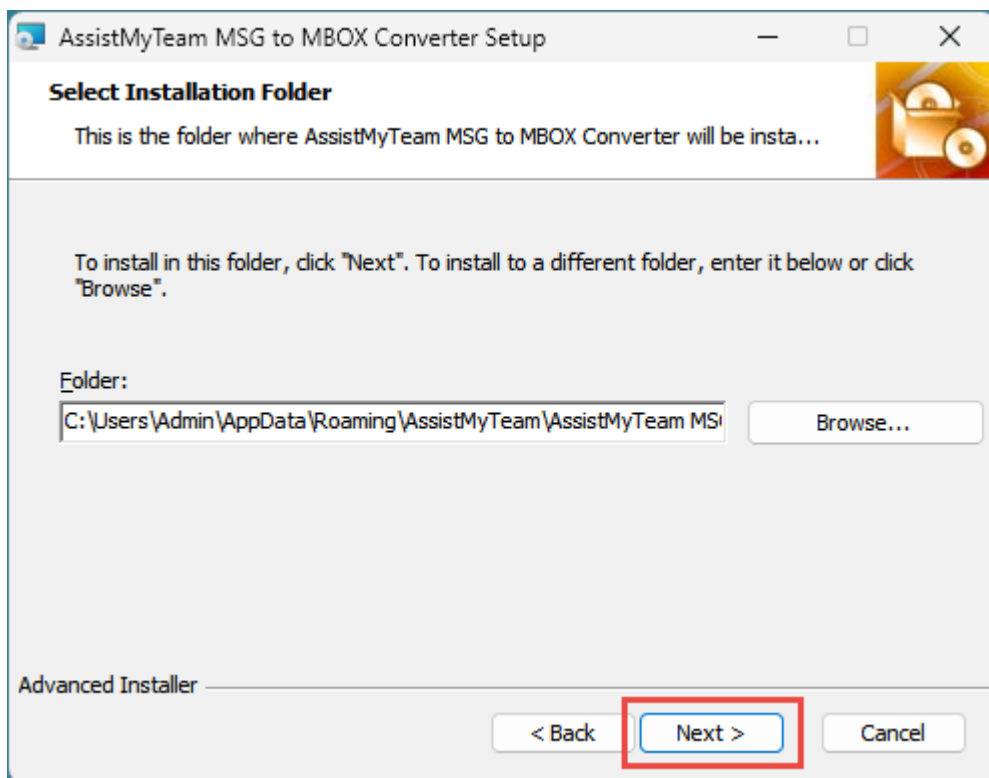 AssistMyTeam MSG to MBOX Converter Setup
Select Installation Folder
This is the folder where AssistMyTeam MSG to MBOX Converter will be insta...
To install in this folder, click "Next". To install to a different folder, enter it below or click
"Browse".
Folder:
C:\Users\Admin\AppData\Roaming\AssistMyTeam\AssistMyTeam MS
Browse...
Advanced Installer
< Back
Next >
Cancel